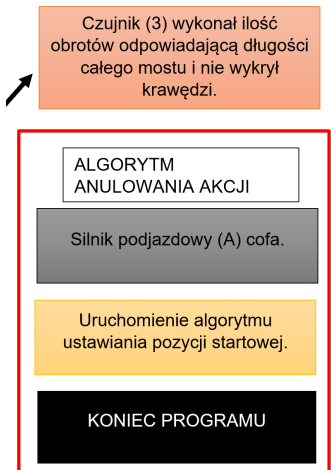 Czujnik (3) wykonał ilość
obrotów odpowiadającą długości
całego mostu i nie wykrył
krawędzi.
ALGORYTM
ANULOWANIA AKCJI
Silnik podjazdowy (A) cofa.
Uruchomienie algorytmu
ustawiania pozycji startowej.
KONIEC PROGRAMU